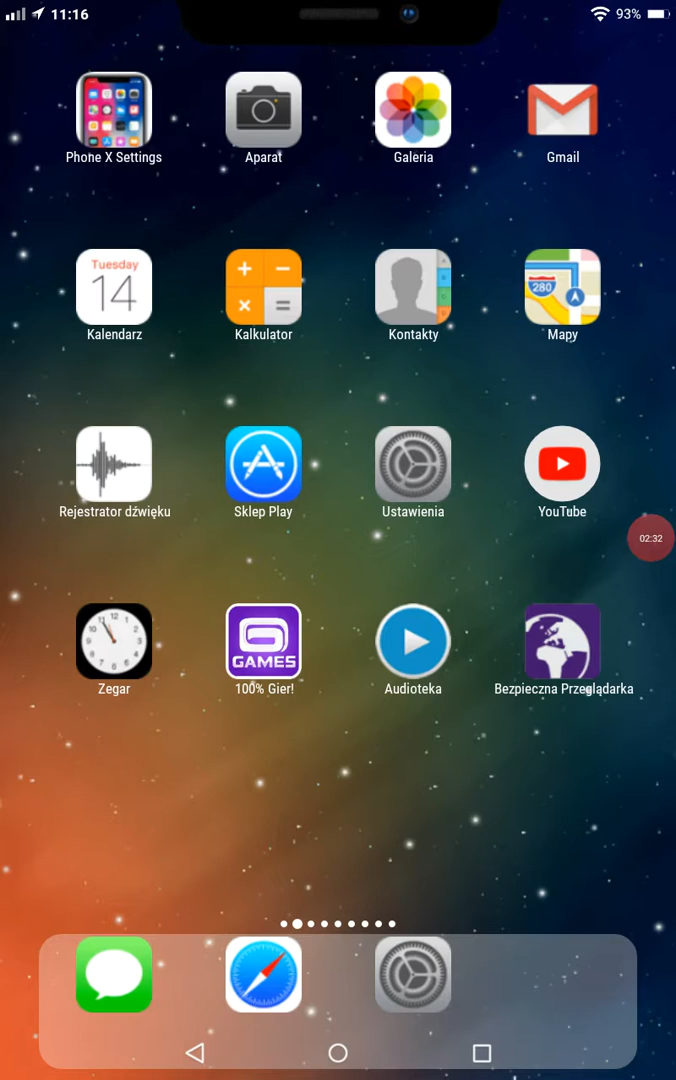 11:16
93%
Phone X Settings
Aparat
Galeria
Gmail
Tuesday
14
280
Kalendarz
Kalkulator
Kontakty
Mapy
Rejestrator dźwięku
Sklep Play
Ustawienia
YouTube
02:32
GAMES
Zegar
100% Gier!
Audioteka
Bezpieczna Przeglądarka